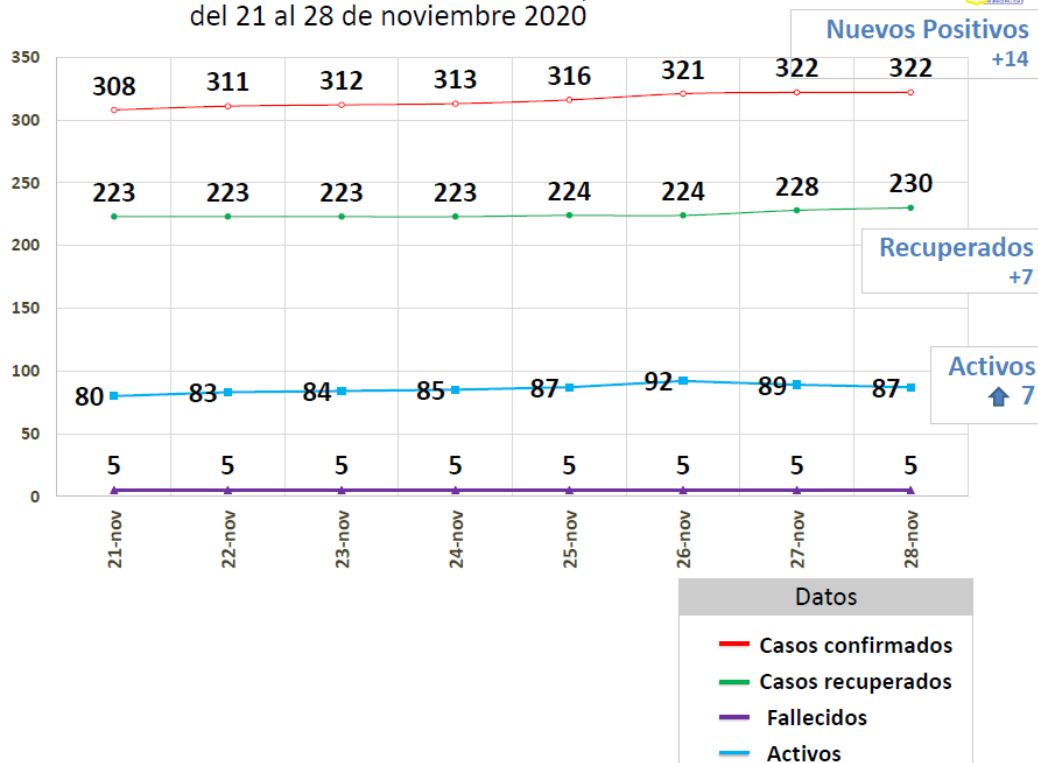 del 21 al 28 de noviembre 2020
Nuevos Positivos
+14
350
300
250
200
150
100
50
0
308 311 312 313 316 321 322 322
223 223 223 223 224 224 228 230
Recuperados
+7
80 83 84 85 87 92 89 87
Activos
7
5 5 5 5 5 5 5 5
21-nov 22-nov 23-nov 24-nov 25-nov 26-nov 27-nov 28-nov
Datos
Casos confirmados
Casos recuperados
Fallecidos
Activos